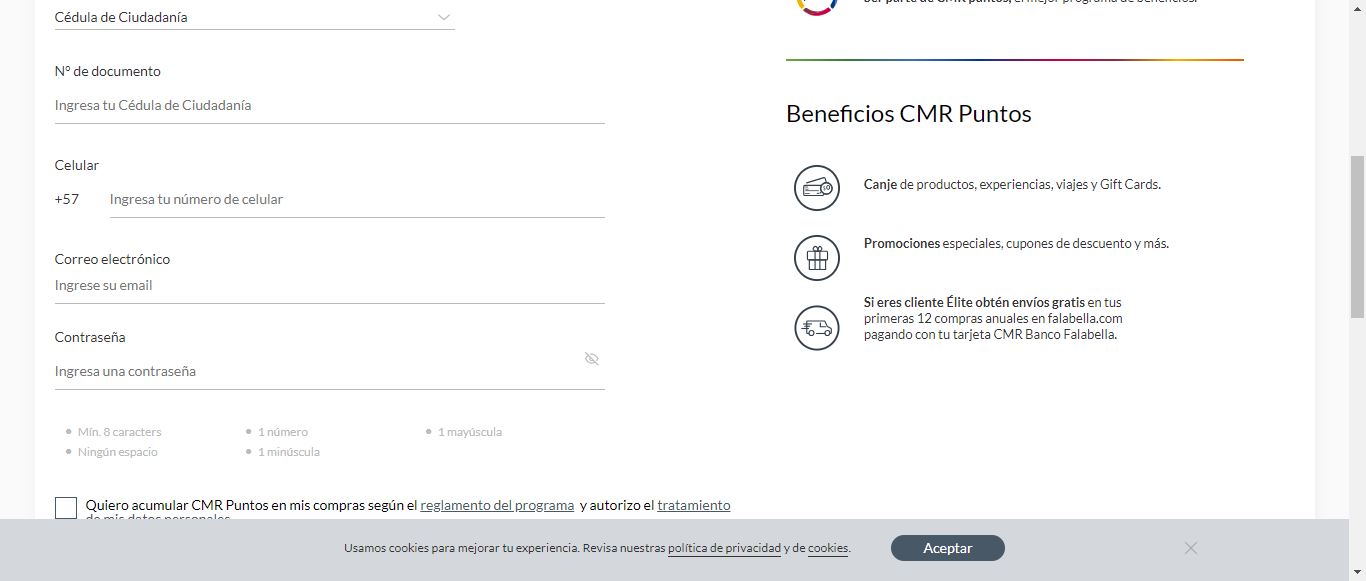 Cédula de Ciudadanía
Nº de documento
Ingresa tu Cédula de Ciudadanía
Celular
+57 Ingresa tu número de celular
Correo electrónico
Ingrese su email
Contraseña
Ingresa una contraseña
Mín. 8 caracters
1 número
1 mayúscula
Ningún espacio
1 minúscula
Quiero acumular CMR Puntos en mis compras según el reglamento del programa y autorizo el tratamiento
de mis datos personales
ser parte de CMR puntos, el mejor programa de beneficios.
Beneficios CMR Puntos
Canje de productos, experiencias, viajes y Gift Cards.
Promociones especiales, cupones de descuento y más.
Si eres cliente Élite obtén envíos gratis en tus
primeras 12 compras anuales en falabella.com
pagando con tu tarjeta CMR Banco Falabella.
Usamos cookies para mejorar tu experiencia. Revisa nuestras política de privacidad y de cookies.
Aceptar